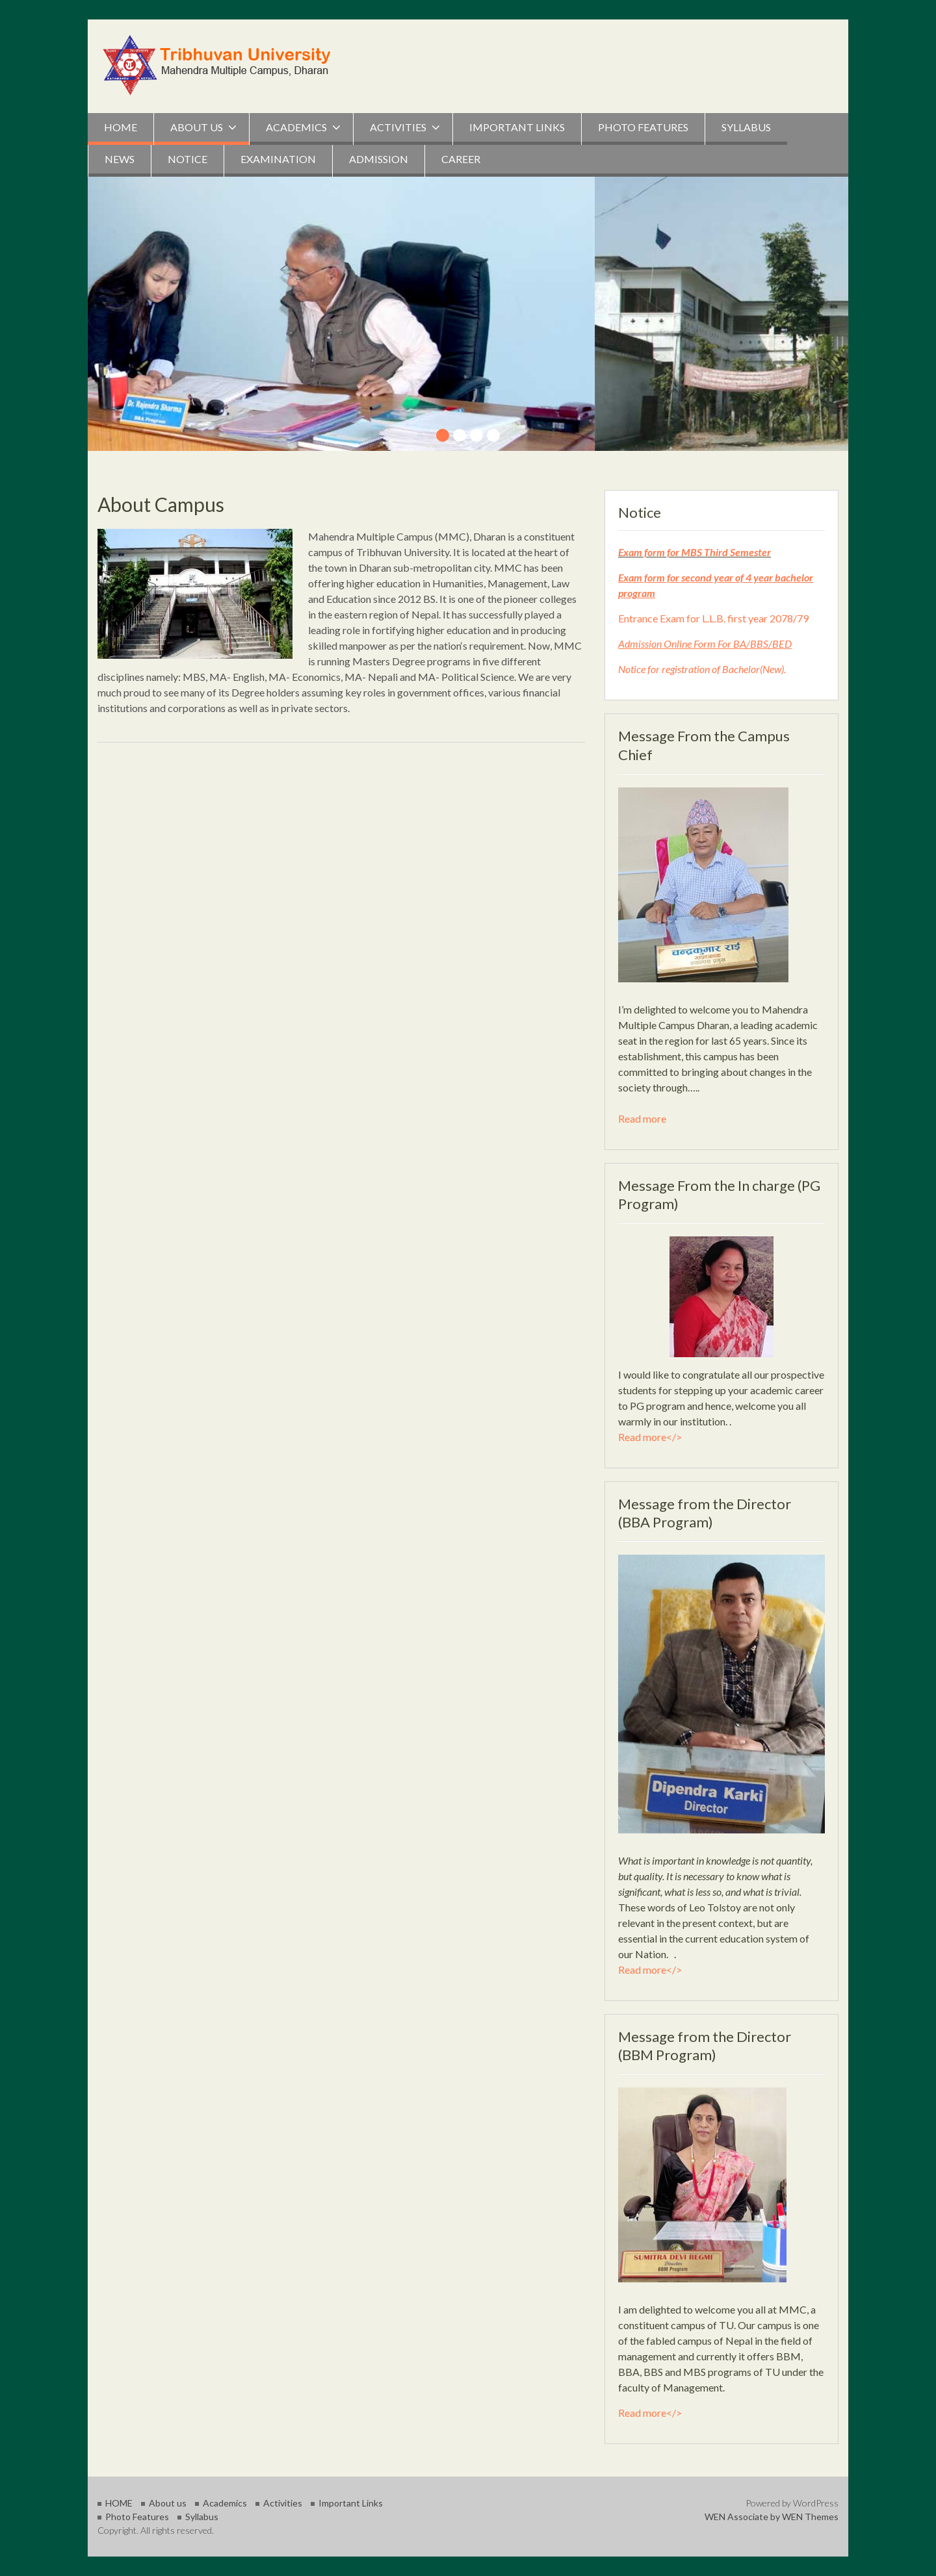 Tribhuvan University
Mahendra Multiple Campus, Dharan
HOME
ABOUT US
ACADEMICS
ACTIVITIES
IMPORTANT LINKS
PHOTO FEATURES
SYLLABUS
NEWS
NOTICE
EXAMINATION
ADMISSION
CAREER
Dr. Rajendra Sharma
BBA Program
About Campus
Mahendra Multiple Campus (MMC), Dharan is a constituent
campus of Tribhuvan University. It is located at the heart of
the town in Dharan sub-metropolitan city. MMC has been
offering higher education in Humanities, Management, Law
and Education since 2012 BS. It is one of the pioneer colleges
in the eastern region of Nepal. It has successfully played a
leading role in fortifying higher education and in producing
skilled manpower as per the nation's requirement. Now, MMC
is running Masters Degree programs in five different
disciplines namely: MBS, MA- English, MA- Economics, MA- Nepali and MA- Political Science. We are very
much proud to see many of its Degree holders assuming key roles in government offices, various financial
institutions and corporations as well as in private sectors.
Notice
Exam form for MBS Third Semester
Exam form for second year of 4 year bachelor
program
Entrance Exam for L.L.B. first year 2078/79
Admission Online Form For BA/BBS/BED
Notice for registration of Bachelor(New).
Message From the Campus
Chief
चन्द्रकुमार राई
I'm delighted to welcome you to Mahendra
Multiple Campus Dharan, a leading academic
seat in the region for last 65 years. Since its
establishment, this campus has been
committed to bringing about changes in the
society through…..
Read more
Message From the In charge (PG
Program)
I would like to congratulate all our prospective
students for stepping up your academic career
to PG program and hence, welcome you all
warmly in our institution. .
Read more</>
Message from the Director
(BBA Program)
Dipendra Karki
Director
What is important in knowledge is not quantity,
but quality. It is necessary to know what is
significant, what is less so, and what is trivial.
These words of Leo Tolstoy are not only
relevant in the present context, but are
essential in the current education system of
our Nation.  .
Read more</>
Message from the Director
(BBM Program)
SUMITRA DEVI REGMI
Director
BBM Program
I am delighted to welcome you all at MMC, a
constituent campus of TU. Our campus is one
of the fabled campus of Nepal in the field of
management and currently it offers BBM,
BBA, BBS and MBS programs of TU under the
faculty of Management.
Read more</>
HOME
About us
Academics
Activities
Important Links
Photo Features
Syllabus
Copyright. All rights reserved.
Powered by WordPress
WEN Associate by WEN Themes